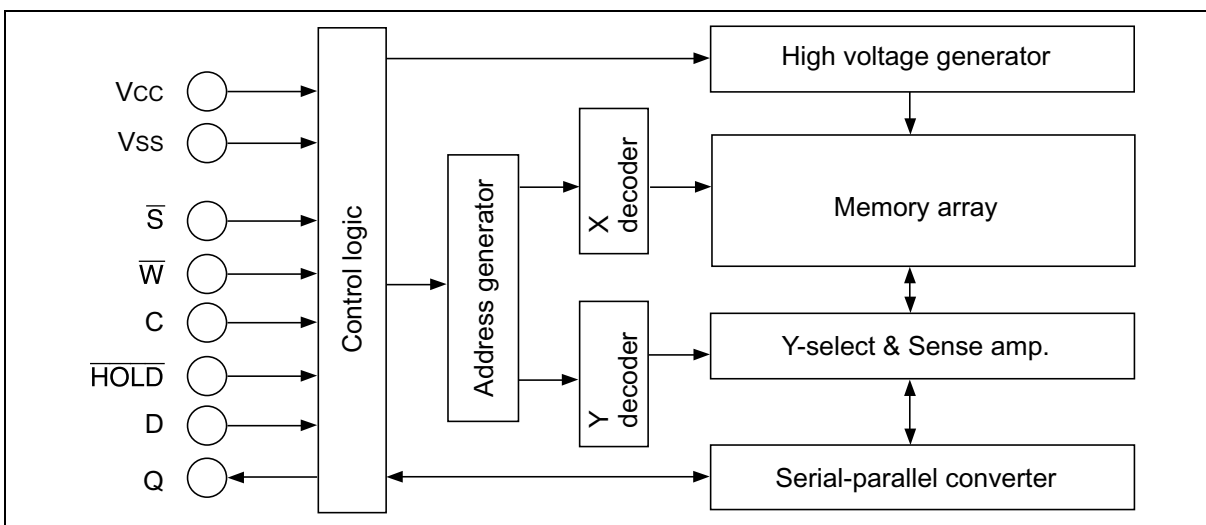 Vcc
Vss
S̅
W̅
C
H̅O̅L̅D̅
D
Q
Control logic
Address generator
X
decoder
Y
decoder
High voltage generator
Memory array
Y-select & Sense amp.
Serial-parallel converter